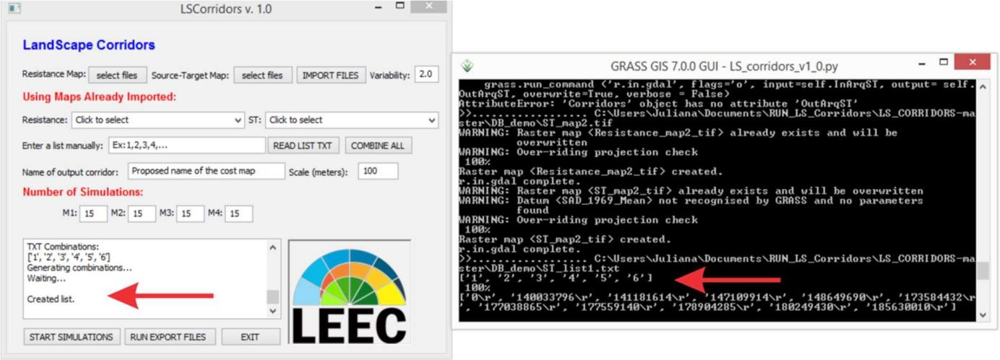 LSCorridors v. 1.0
LandScape Corridors
Resistance Map: select files Source-Target Map: select files IMPORT FILES Variability: 2.0
Using Maps Already Imported:
Resistance: Click to select ST: Click to select
Enter a list manually: Ex:1,2,3,4,... READ LIST TXT COMBINE ALL
Name of output corridor: Proposed name of the cost map Scale (meters): 100
Number of Simulations:
M1: 15 M2: 15 M3: 15 M4: 15
TXT Combinations:
['1', '2', '3', '4', '5', '6']
Generating combinations...
Waiting...
Created list.
LEEC
START SIMULATIONS RUN EXPORT FILES EXIT
GRASS GIS 7.0.0 GUI - LS_corridors_v1_0.py
grass.run_command ('r.in.gdal', flags='o', input=self.InArqST, output= self.
OutArqST, overwrite=True, verbose = False)
AttributeError: 'Corridors' object has no attribute 'OutArqST'
>>.................. C:\Users\Juliana\Documents\RUN_LS_Corridors\LS_CORRIDORS-ma
ster\DB_demo\ST_map2.tif
WARNING: Raster map <Resistance_map2_tif> already exists and will be
overwritten
WARNING: Over-riding projection check
100%
Raster map <Resistance_map2_tif> created.
r.in.gdal complete.
WARNING: Raster map <ST_map2_tif> already exists and will be overwritten
WARNING: Datum <SAD_1969_Mean> not recognised by GRASS and no parameters
found
WARNING: Over-riding projection check
100%
Raster map <ST_map2_tif> created.
r.in.gdal complete.
>>.................. C:\Users\Juliana\Documents\RUN_LS_Corridors\LS_CORRIDORS-ma
ster\DB_demo\ST_list1.txt
['1', '2', '3', '4', '5', '6']
100%
['0\r', '140033796\r', '141181614\r', '147109914\r', '148649690\r', '173584432\r
', '177038865\r', '177559140\r', '178904285\r', '180249430\r', '185630010\r']